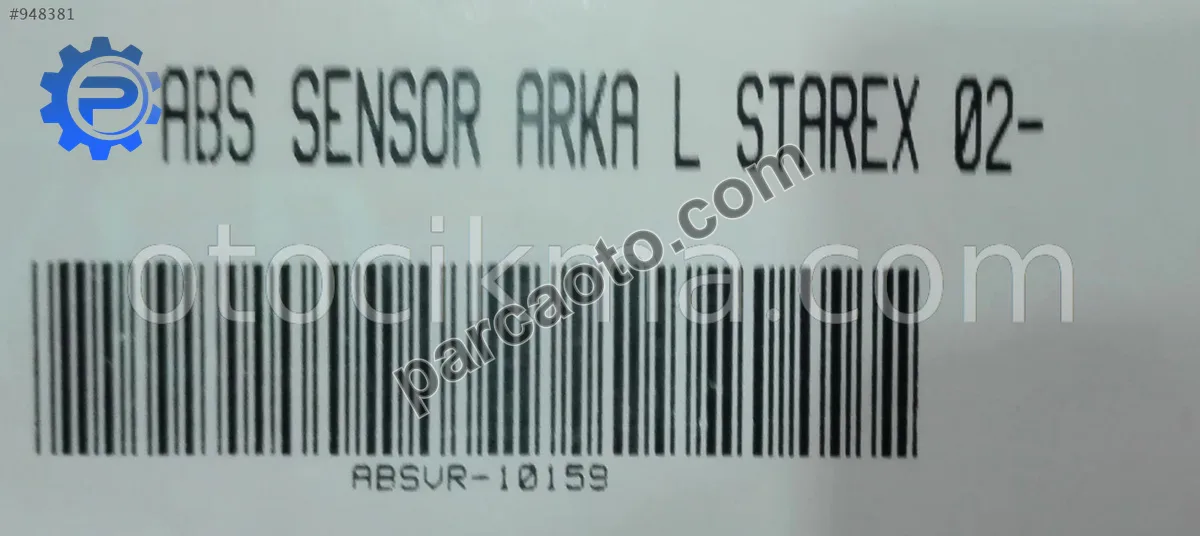 #948381
ABS SENSOR ARKA L STAREX 02-
otocikma.com
parcaoto.com
ABSVR-10159